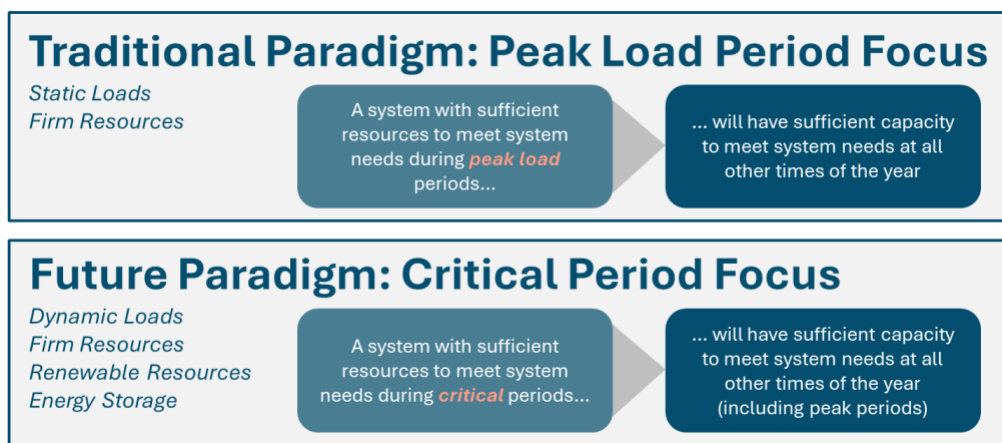 Traditional Paradigm: Peak Load Period Focus
Static Loads
Firm Resources
A system with sufficient
resources to meet system
needs during peak load
periods...
... will have sufficient capacity
to meet system needs at all
other times of the year
Future Paradigm: Critical Period Focus
Dynamic Loads
Firm Resources
Renewable Resources
Energy Storage
A system with sufficient
resources to meet system
needs during critical periods...
... will have sufficient capacity
to meet system needs at all
other times of the year
(including peak periods)